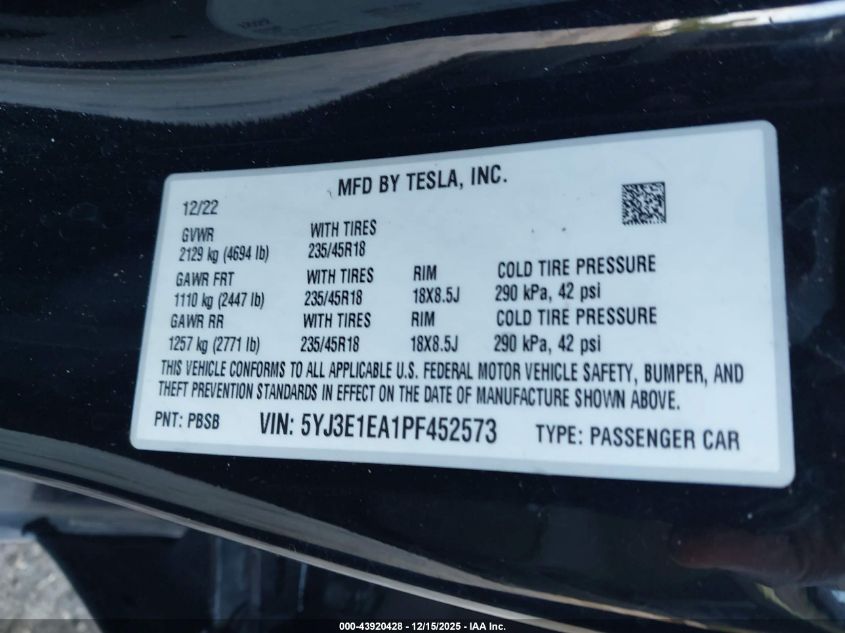 MFD BY TESLA, INC.
12/22
GVWR WITH TIRES
2129 kg (4694 lb) 235/45R18
GAWR FRT WITH TIRES RIM COLD TIRE PRESSURE
1110 kg (2447 lb) 235/45R18 18X8.5J 290 kPa, 42 psi
GAWR RR WITH TIRES RIM COLD TIRE PRESSURE
1257 kg (2771 lb) 235/45R18 18X8.5J 290 kPa, 42 psi
THIS VEHICLE CONFORMS TO ALL APPLICABLE U.S. FEDERAL MOTOR VEHICLE SAFETY, BUMPER, AND
THEFT PREVENTION STANDARDS IN EFFECT ON THE DATE OF MANUFACTURE SHOWN ABOVE.
PNT: PBSB VIN: 5YJ3E1EA1PF452573 TYPE: PASSENGER CAR
000-43920428 - 12/15/2025 - IAA Inc.